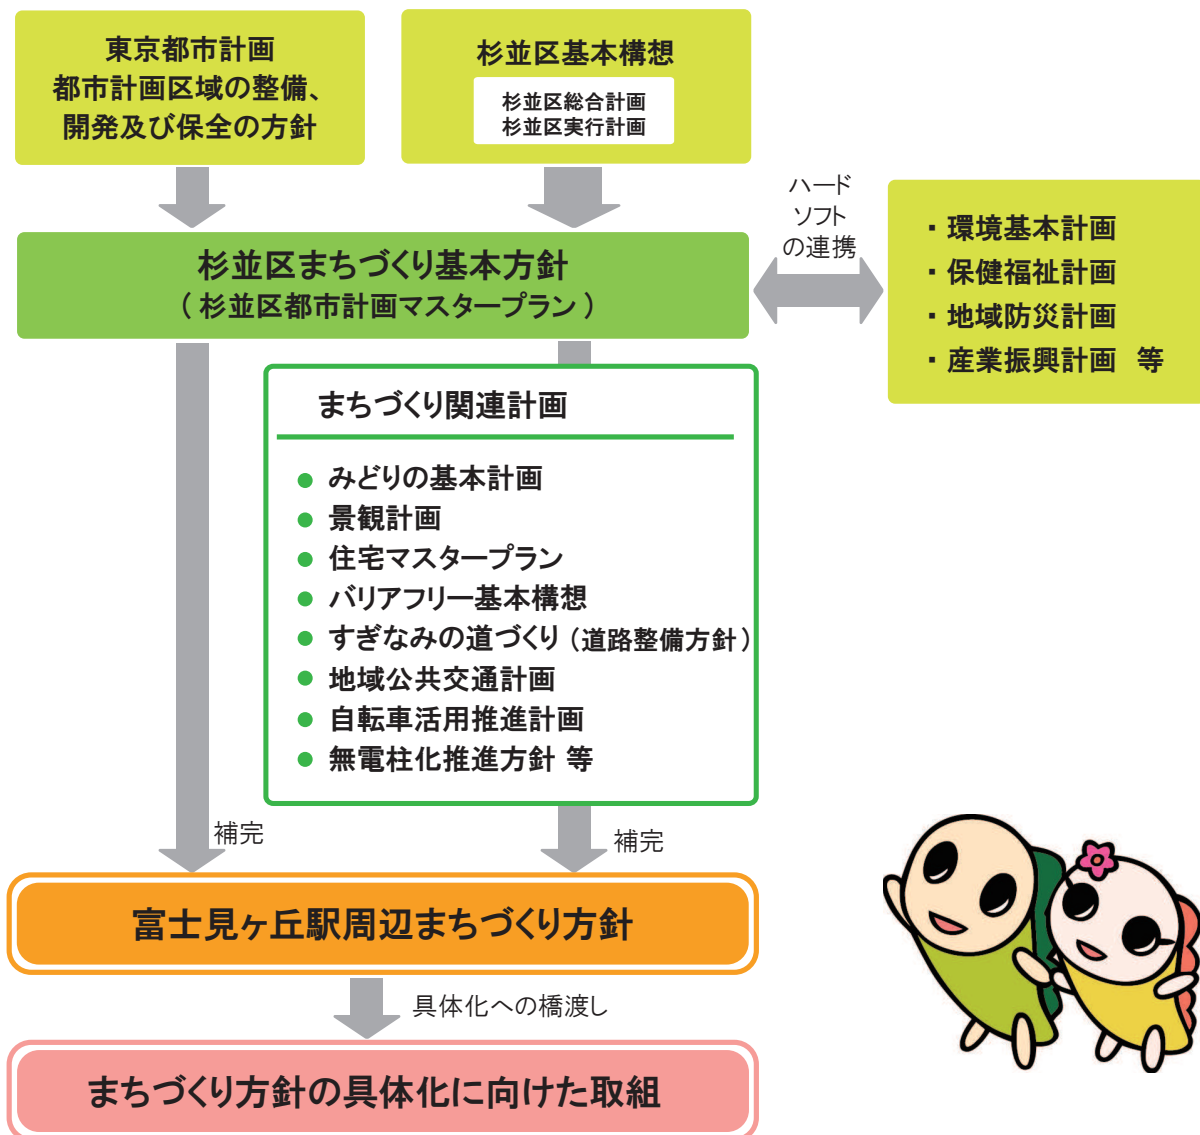 東京都市計画
都市計画区域の整備、
開発及び保全の方針
杉並区基本構想
杉並区総合計画
杉並区実行計画
ハード
ソフト
の連携
・環境基本計画
・保健福祉計画
・地域防災計画
・産業振興計画 等
杉並区まちづくり基本方針
（杉並区都市計画マスタープラン）
まちづくり関連計画
● みどりの基本計画
● 景観計画
● 住宅マスタープラン
● バリアフリー基本構想
● すぎなみの道づくり（道路整備方針）
● 地域公共交通計画
● 自転車活用推進計画
● 無電柱化推進方針 等
補完
補完
富士見ヶ丘駅周辺まちづくり方針
具体化への橋渡し
まちづくり方針の具体化に向けた取組